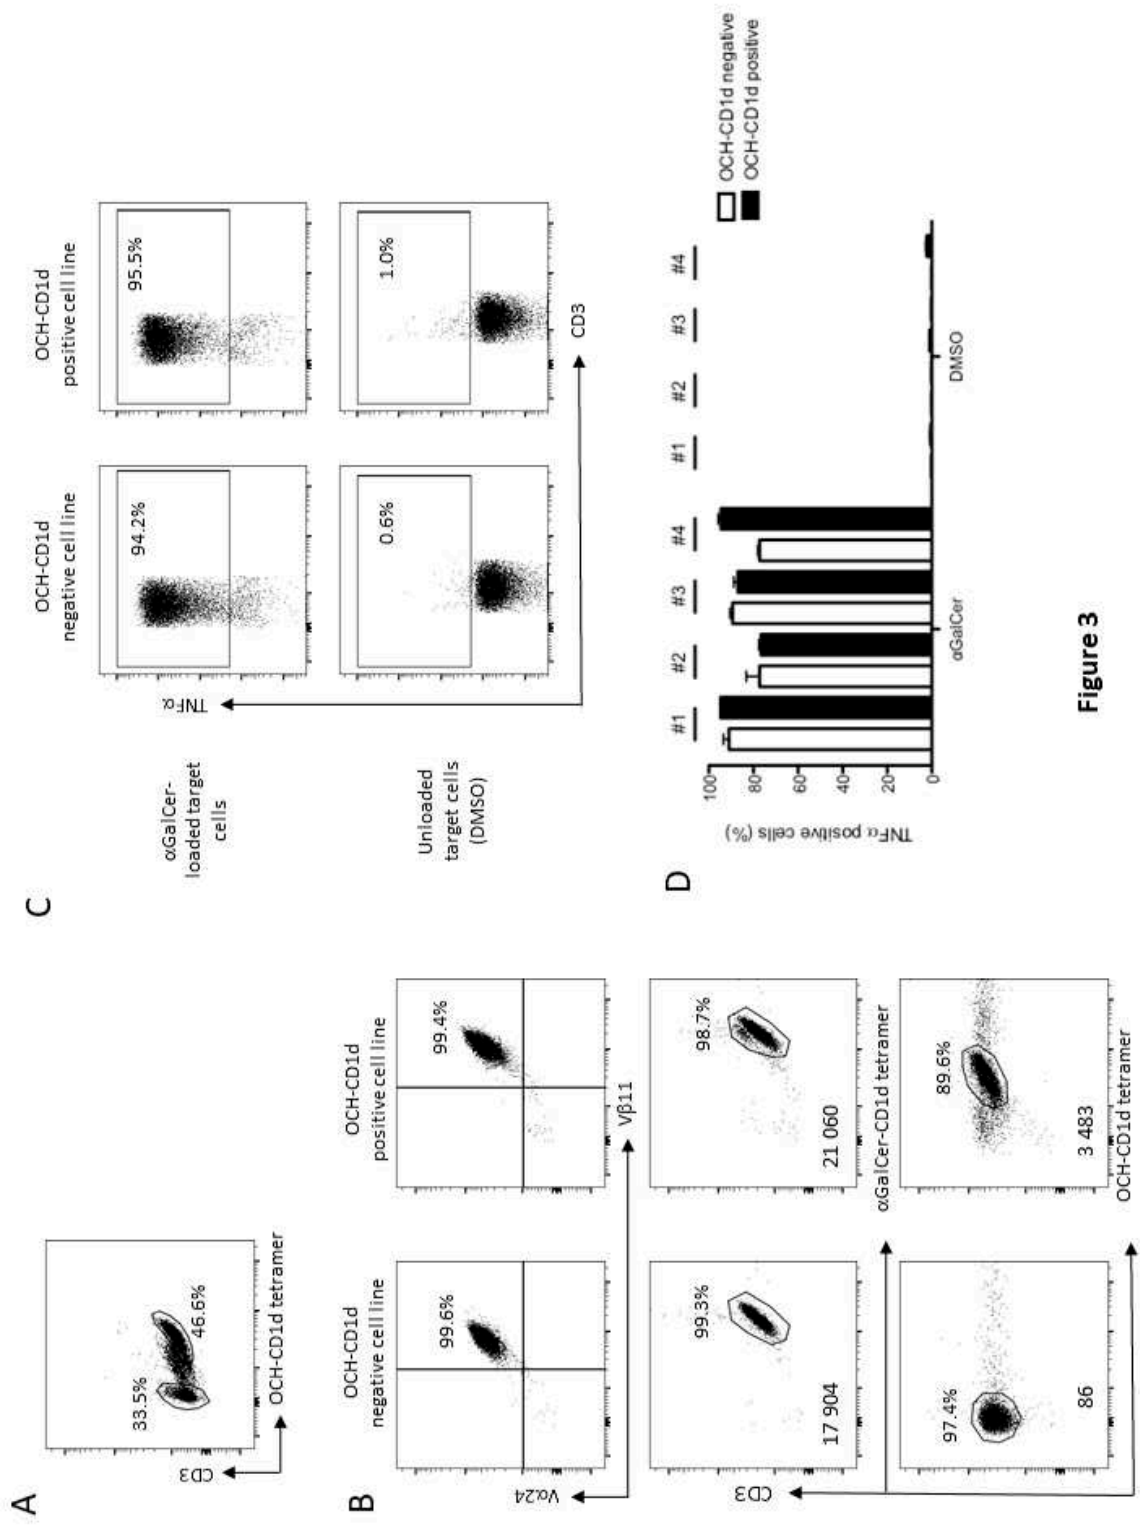 A
CD3
33.5%
46.6%
OCH-CD1d tetramer
B
OCH-CD1d
negative cell line
OCH-CD1d
positive cell line
Vα24
99.6%
99.4%
Vβ11
CD3
99.3%
17 904
98.7%
21 060
αGalCer-CD1d tetramer
97.4%
86
89.6%
3 483
OCH-CD1d tetramer
C
OCH-CD1d
negative cell line
OCH-CD1d
positive cell line
αGalCer-
loaded target
cells
TNFα
94.2%
95.5%
Unloaded
target cells
(DMSO)
0.6%
1.0%
CD3
D
TNFα positive cells (%)
100
80
60
40
20
0
#1
#2
#3
#4
#1
#2
#3
#4
OCH-CD1d negative
OCH-CD1d positive
αGalCer
DMSO
Figure 3